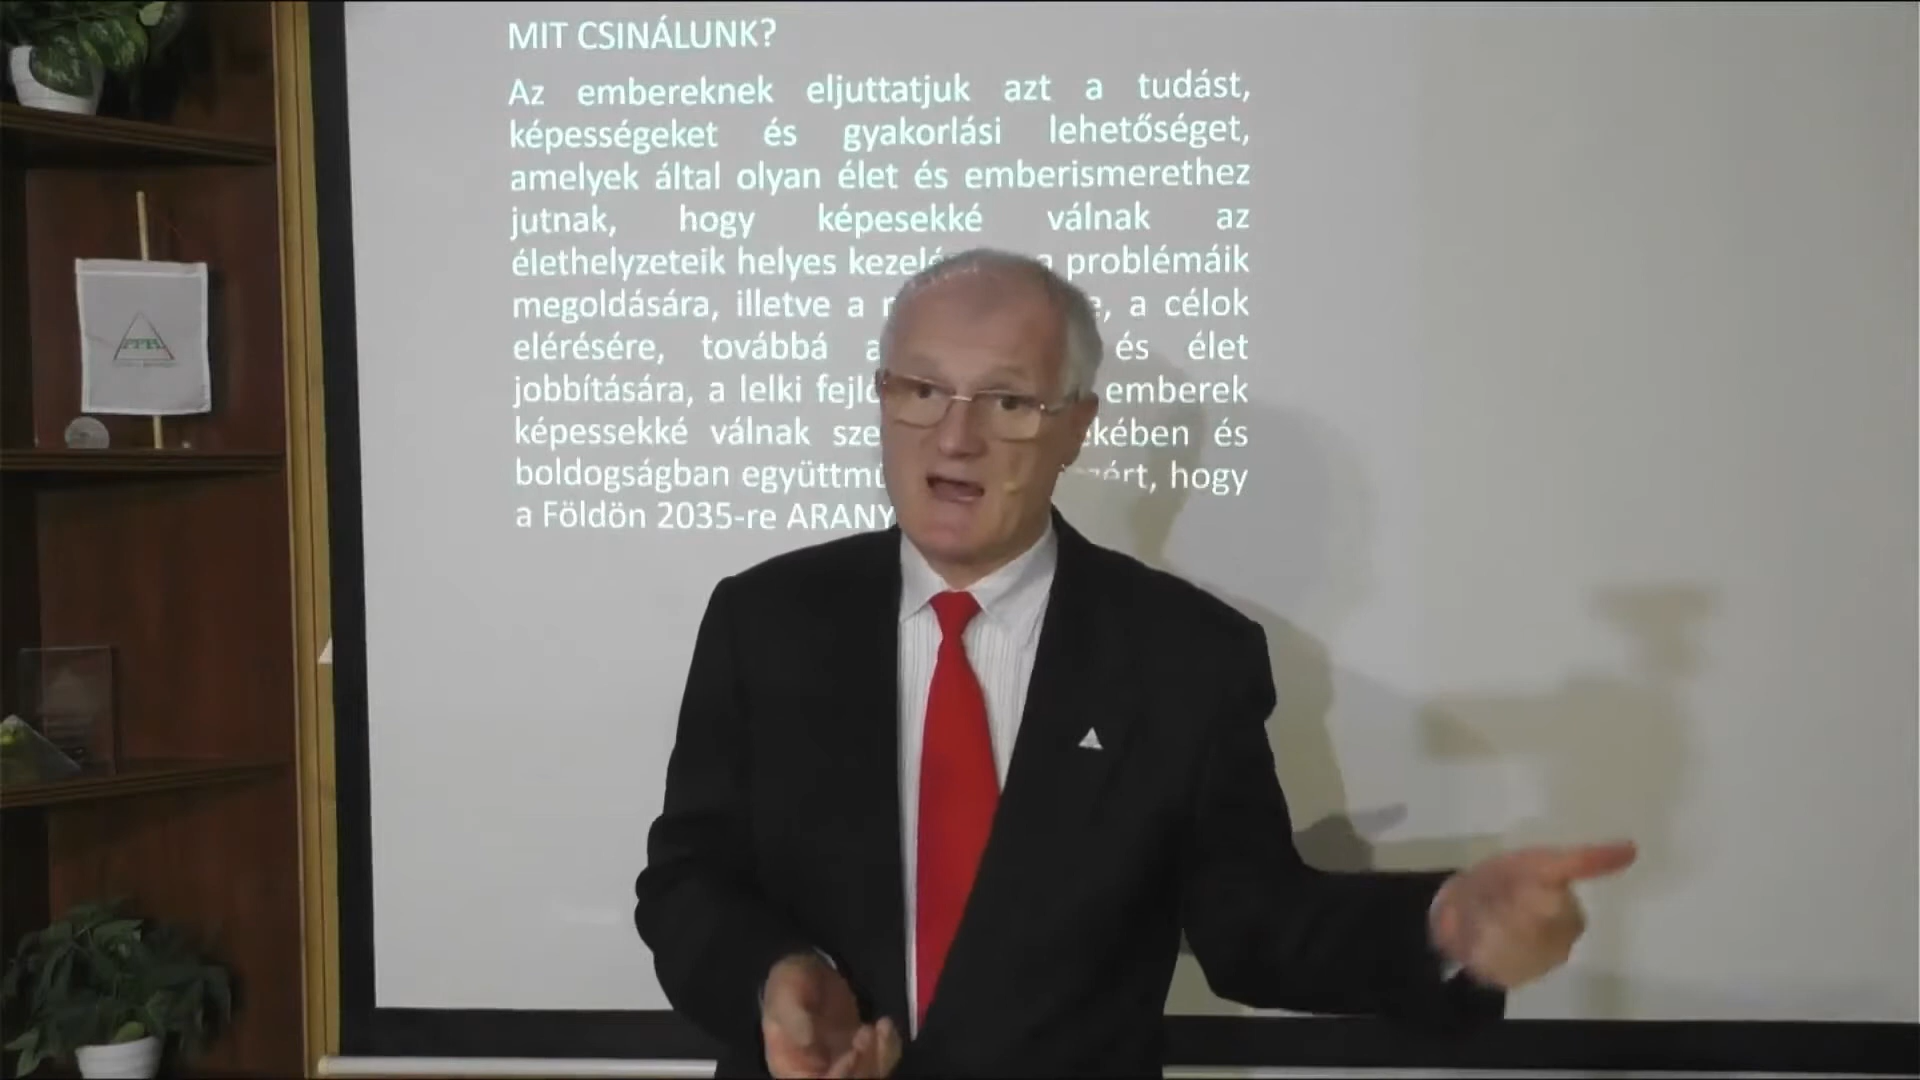 MIT CSINÁLUNK?
Az embereknek eljuttatjuk azt a tudást,
képességeket és gyakorlási lehetőséget,
amelyek által olyan élet és emberismerethez
jutnak, hogy képesekké válnak az
élethelyzeteik helyes a problémáik
megoldására, illetve a a célok
elérésére, továbbá és élet
jobbítására, a lelki emberek
képessekké válnak és
boldogságban hogy
a Földön 2035-re ARANY